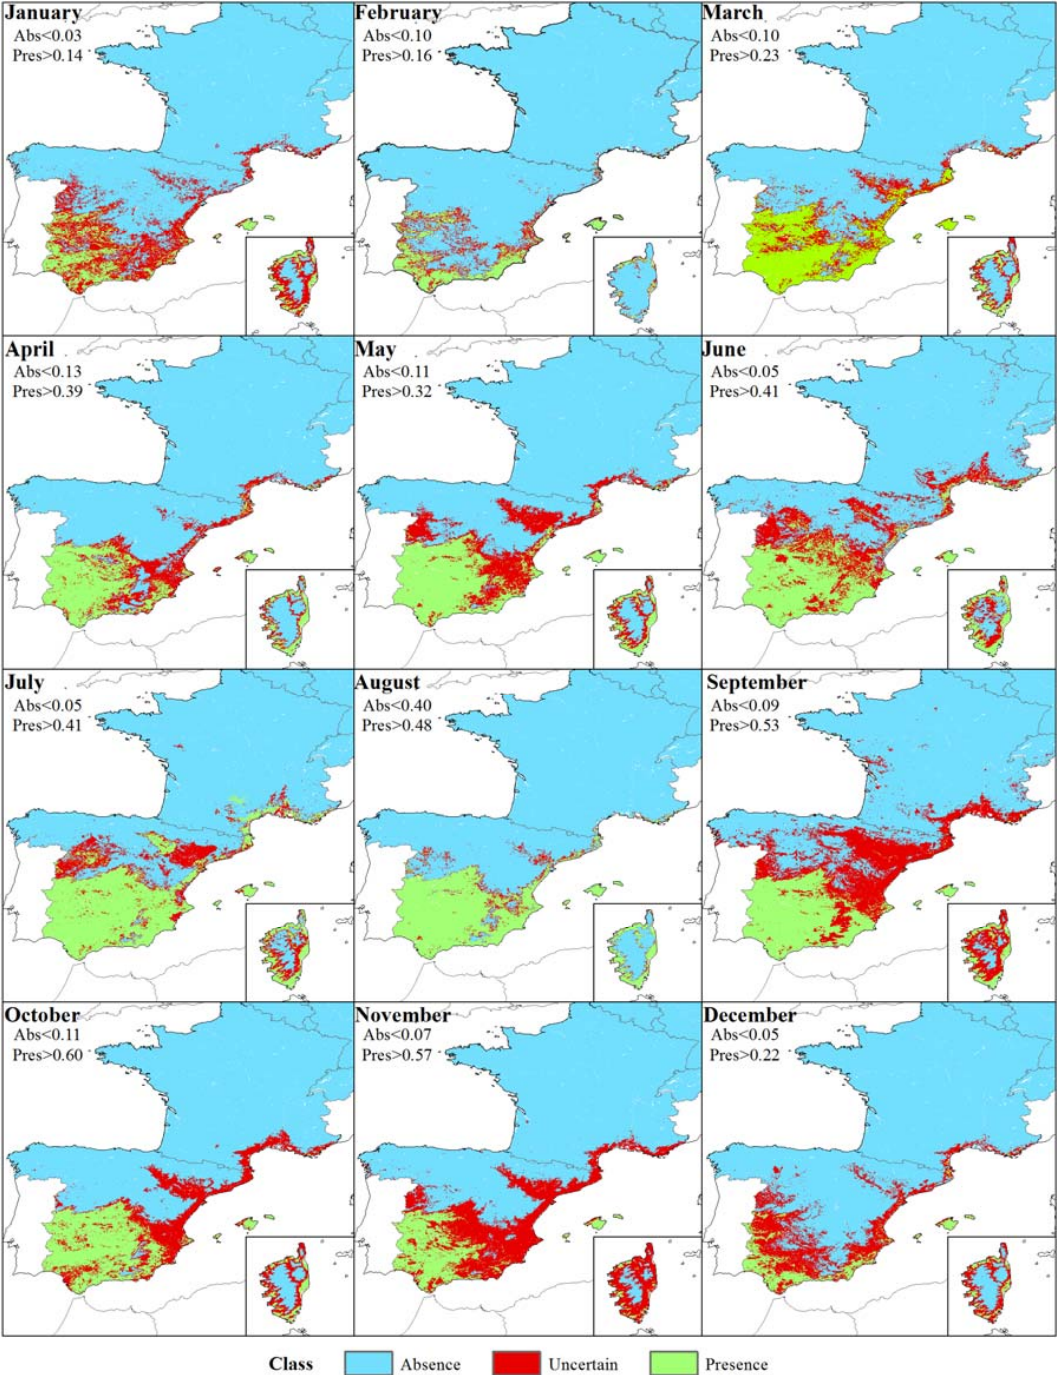 January
Abs<0.03
Pres>0.14
February
Abs<0.10
Pres>0.16
March
Abs<0.10
Pres>0.23
April
Abs<0.13
Pres>0.39
May
Abs<0.11
Pres>0.32
June
Abs<0.05
Pres>0.41
July
Abs<0.05
Pres>0.41
August
Abs<0.40
Pres>0.48
September
Abs<0.09
Pres>0.53
October
Abs<0.11
Pres>0.60
November
Abs<0.07
Pres>0.57
December
Abs<0.05
Pres>0.22
Class Absence Uncertain Presence